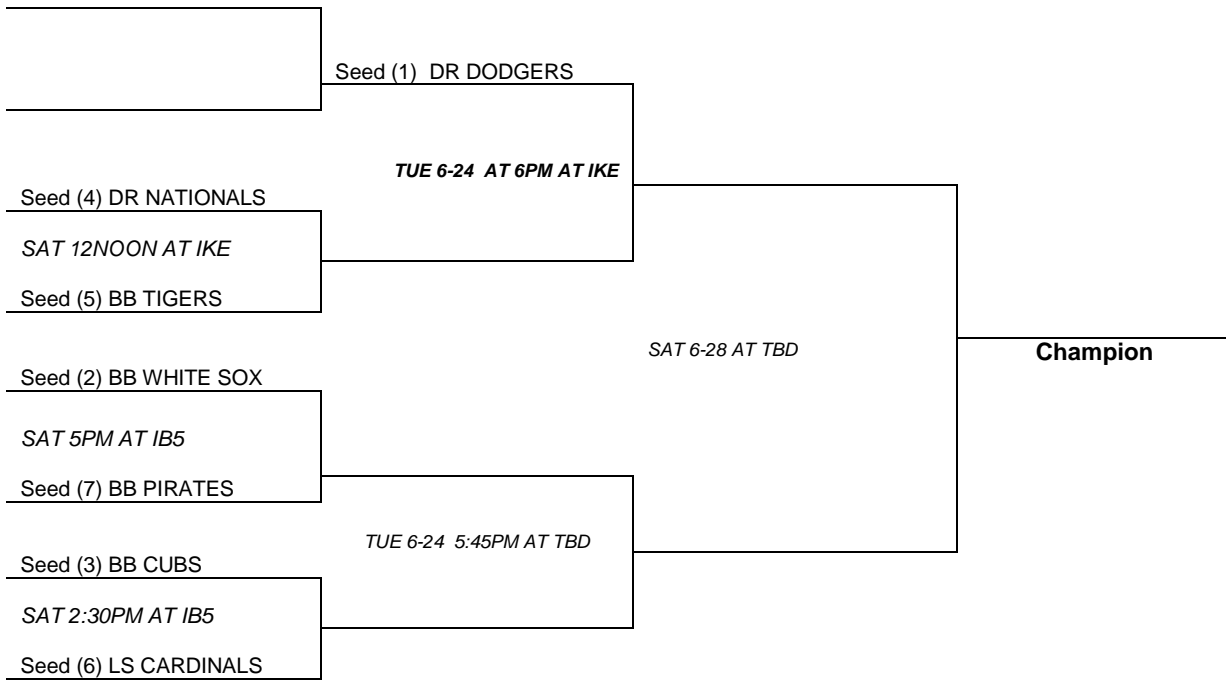 Seed (1) DR DODGERS
TUE 6-24 AT 6PM AT IKE
Seed (4) DR NATIONALS
SAT 12NOON AT IKE
Seed (5) BB TIGERS
SAT 6-28 AT TBD
Champion
Seed (2) BB WHITE SOX
SAT 5PM AT IB5
Seed (7) BB PIRATES
TUE 6-24 5:45PM AT TBD
Seed (3) BB CUBS
SAT 2:30PM AT IB5
Seed (6) LS CARDINALS